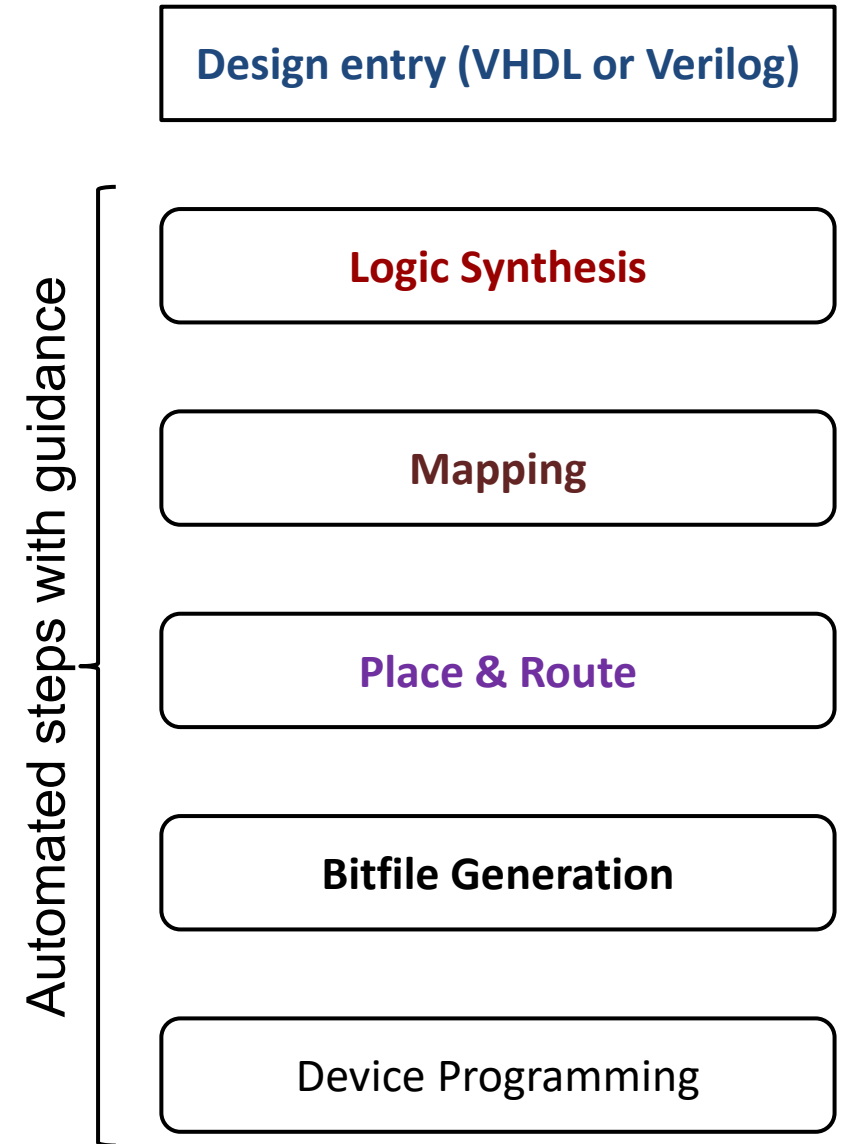 Design entry (VHDL or Verilog)
Automated steps with guidance
Logic Synthesis
Mapping
Place & Route
Bitfile Generation
Device Programming